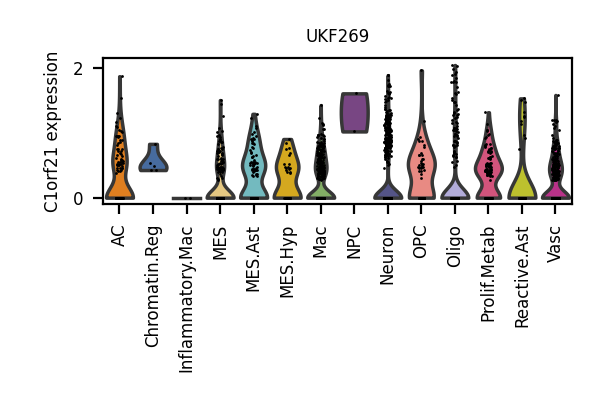 UKF269
C1orf21 expression
2
0
AC
Chromatin.Reg
Inflammatory.Mac
MES
MES.Ast
MES.Hyp
Mac
NPC
Neuron
OPC
Oligo
Prolif.Metab
Reactive.Ast
Vasc